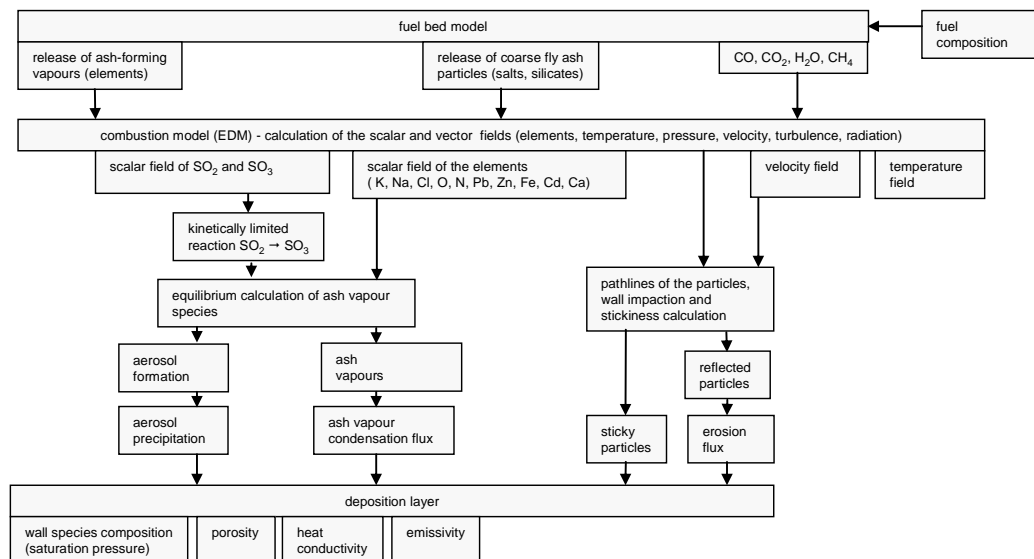 fuel bed model
fuel
composition
release of ash-forming
vapours (elements)
release of coarse fly ash
particles (salts, silicates)
CO, CO₂, H₂O, CH₄
combustion model (EDM) - calculation of the scalar and vector fields (elements, temperature, pressure, velocity, turbulence, radiation)
scalar field of SO₂ and SO₃
scalar field of the elements
( K, Na, Cl, O, N, Pb, Zn, Fe, Cd, Ca)
velocity field
temperature
field
kinetically limited
reaction SO₂ → SO₃
equilibrium calculation of ash vapour
species
pathlines of the particles,
wall impaction and
stickiness calculation
aerosol
formation
ash
vapours
reflected
particles
aerosol
precipitation
ash vapour
condensation flux
sticky
particles
erosion
flux
deposition layer
wall species composition
(saturation pressure)
porosity
heat
conductivity
emissivity